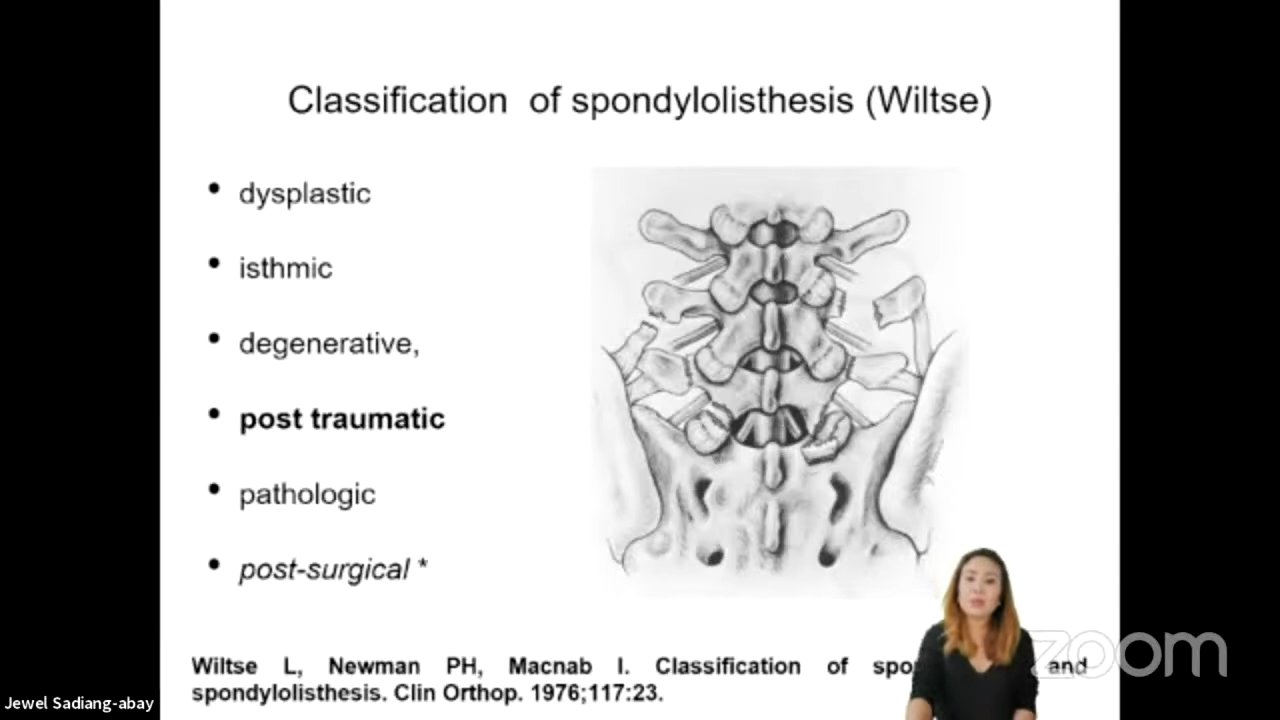 Classification of spondylolisthesis (Wiltse)
• dysplastic
• isthmic
• degenerative,
• post traumatic
• pathologic
• post-surgical *
Wiltse L, Newman PH, Macnab I. Classification of and
spondylolisthesis. Clin Orthop. 1976;117:23.
zoom
Jewel Sadiang-abay